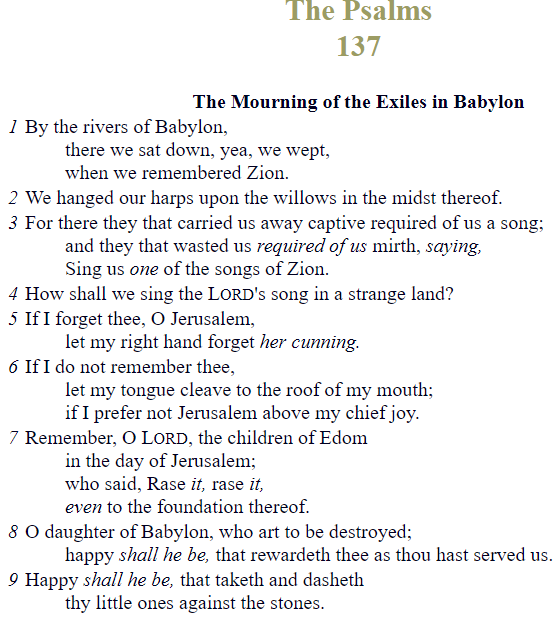 The Psalms
137
The Mourning of the Exiles in Babylon
1 By the rivers of Babylon,
there we sat down, yea, we wept,
when we remembered Zion.
2 We hanged our harps upon the willows in the midst thereof.
3 For there they that carried us away captive required of us a song;
and they that wasted us required of us mirth, saying,
Sing us one of the songs of Zion.
4 How shall we sing the LORD's song in a strange land?
5 If I forget thee, O Jerusalem,
let my right hand forget her cunning.
6 If I do not remember thee,
let my tongue cleave to the roof of my mouth;
if I prefer not Jerusalem above my chief joy.
7 Remember, O LORD, the children of Edom
in the day of Jerusalem;
who said, Rase it, rase it,
even to the foundation thereof.
8 O daughter of Babylon, who art to be destroyed;
happy shall he be, that rewardeth thee as thou hast served us.
9 Happy shall he be, that taketh and dasheth
thy little ones against the stones.